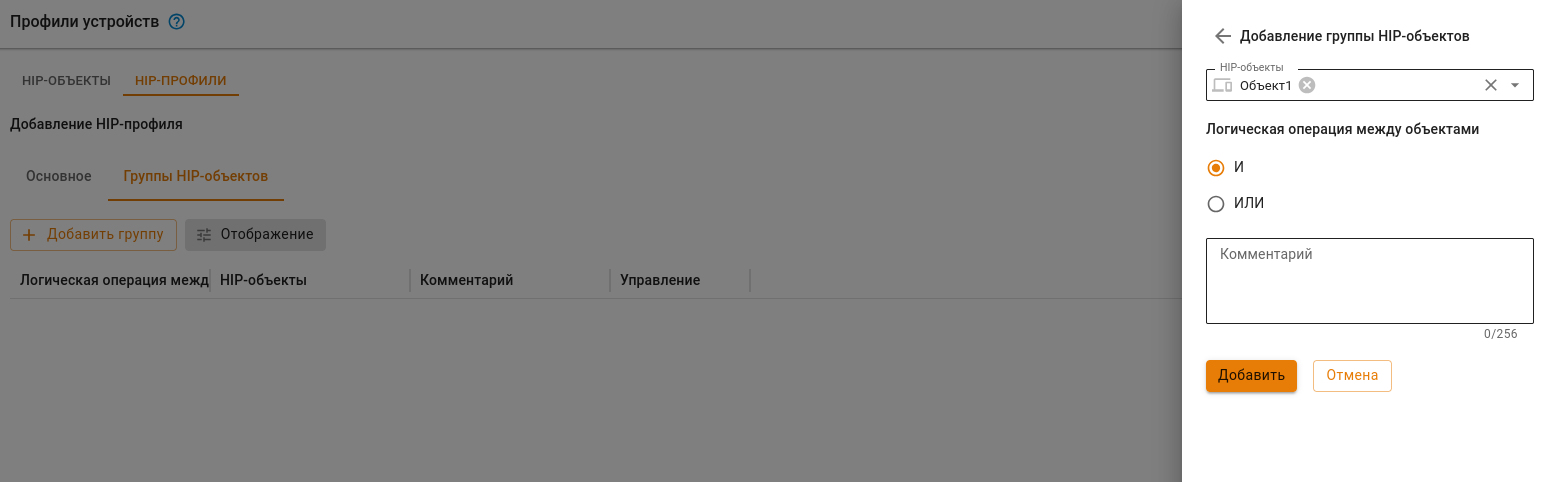 Профили устройств
HIP-ОБЪЕКТЫ HIP-ПРОФИЛИ
Добавление HIP-профиля
Основное Группы HIP-объектов
Добавить группу Отображение
Логическая операция межд HIP-объекты Комментарий Управление
Добавление группы HIP-объектов
HIP-объекты
Объект1
Логическая операция между объектами
И
ИЛИ
Комментарий
0/256
Добавить Отмена